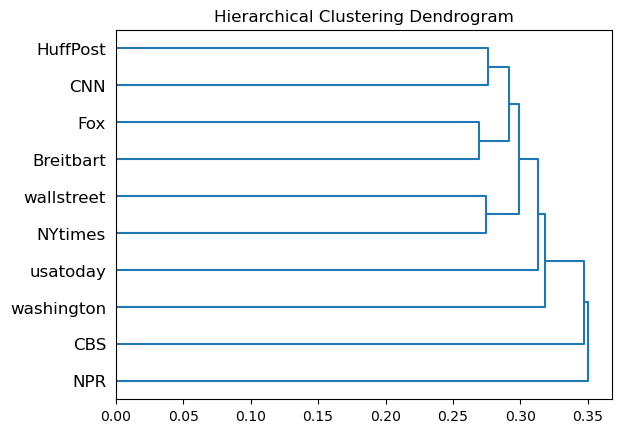 Hierarchical Clustering Dendrogram
HuffPost
CNN
Fox
Breitbart
wallstreet
NYtimes
usatoday
washington
CBS
NPR
0.00 0.05 0.10 0.15 0.20 0.25 0.30 0.35